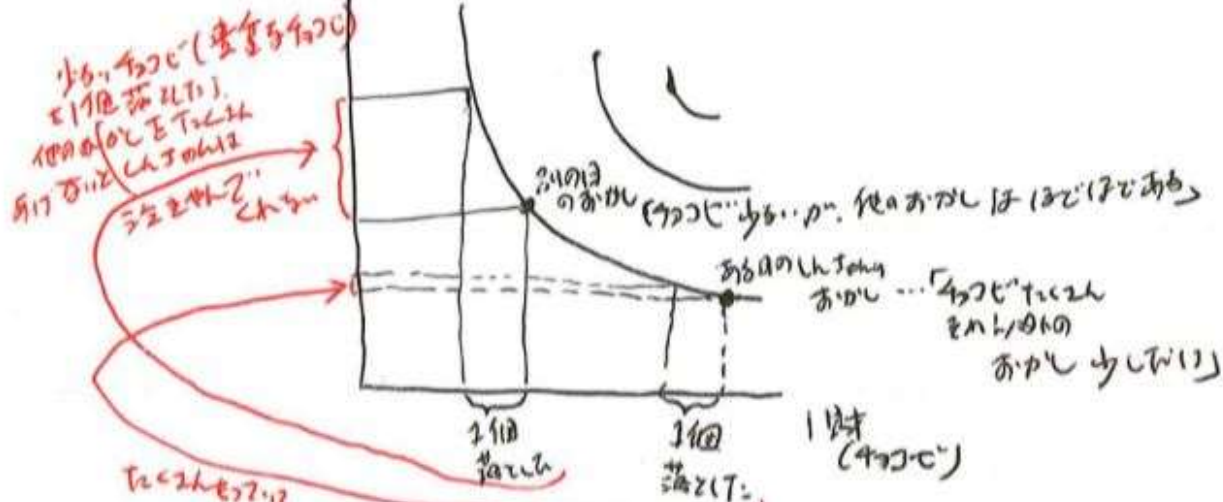 少ないチョコビ(貴重なチョコビ)
を1個落としたら、
他のおかしをたくさん
あげないとしんちゃんは
泣きやんで
くれない
別の日
のおかし「チョコビ少ないが、他のおかしはほどほどある」
ある日のしんちゃんの
おかし…「チョコビたくさん
それ以外の
おかし少しだけ」
1個
落とした
1個
落とした
1財
(チョコビ)
たくさんもっている